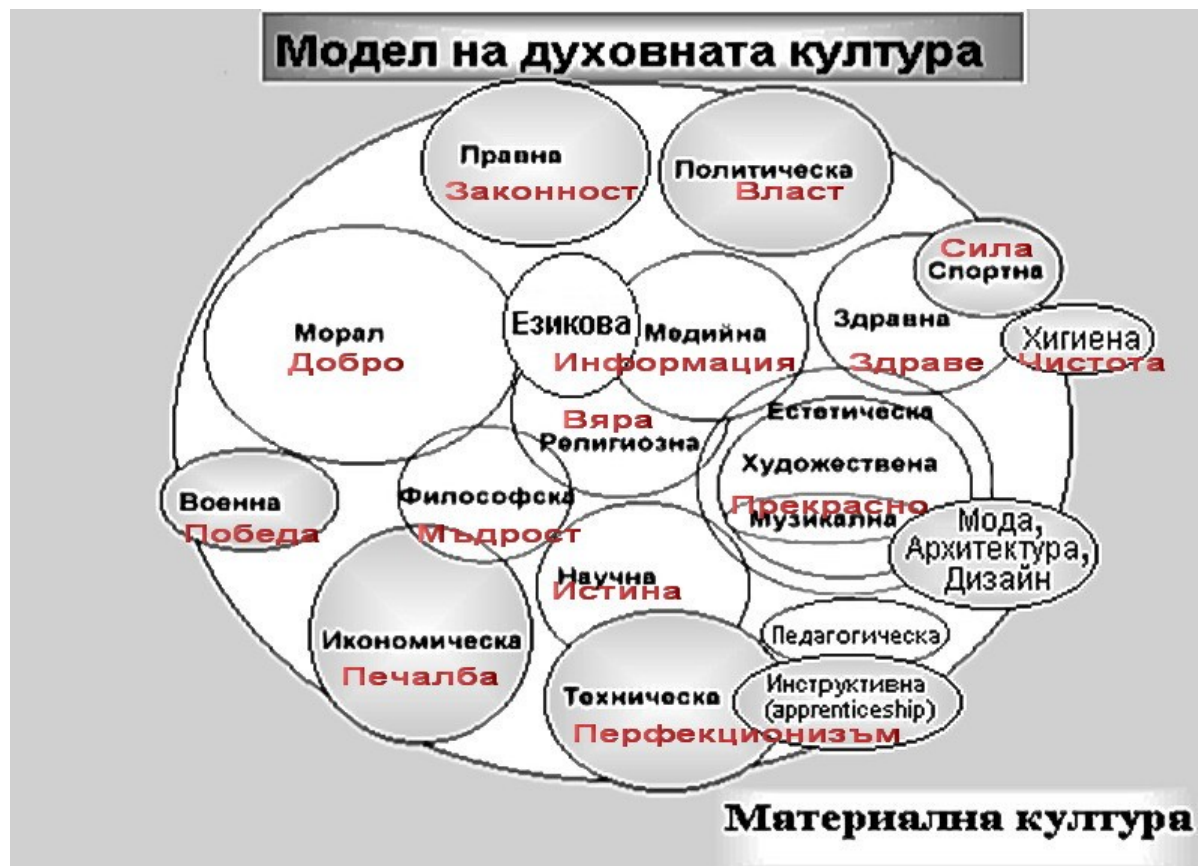 Модел на духовната култура
Правна
Законност
Политическа
Власт
Сила
Спортна
Морал
Добро
Езикова
Медийна
Информация
Здравна
Здраве
Хигиена
Чистота
Вяра
Религиозна
Естетическа
Художествена
Прекрасно
Музикална
Военна
Победа
Философска
Мъдрост
Мода,
Архитектура,
Дизайн
Научна
Истина
Икономическа
Печалба
Педагогическа
Техническа
Перфекционизъм
Инструктивна
(apprenticeship)
Материална култура